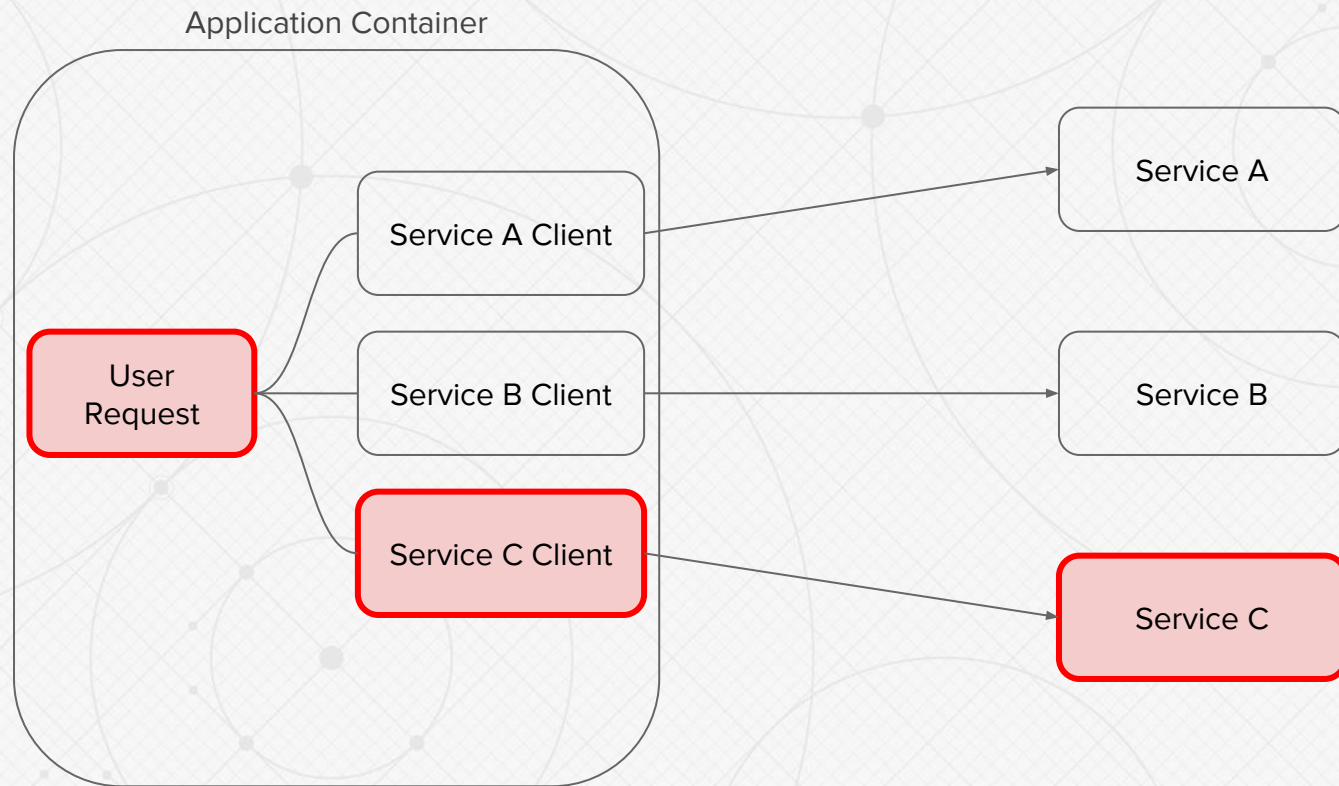 Application Container
Service A
Service A Client
User
Request
Service B Client
Service B
Service C Client
Service C